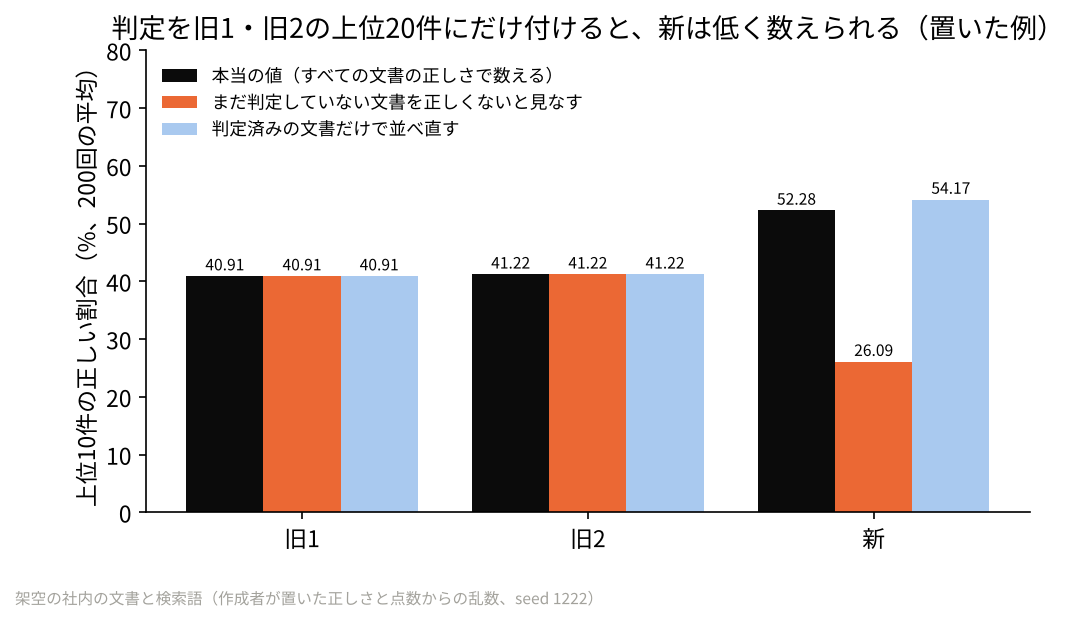 判定を旧1・旧2の上位20件にだけ付けると、新は低く数えられる（置いた例）
上位10件の正しい割合（%、200回の平均）
80
70
60
50
40
30
20
10
0
本当の値（すべての文書の正しさで数える）
まだ判定していない文書を正しくないと見なす
判定済みの文書だけで並べ直す
40.91 40.91 40.91
41.22 41.22 41.22
52.28 26.09 54.17
旧1 旧2 新
架空の社内の文書と検索語（作成者が置いた正しさと点数からの乱数、seed 1222）